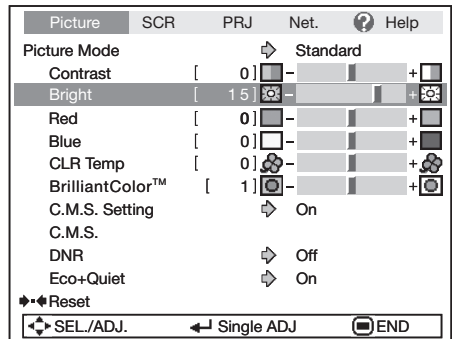 Picture SCR PRJ Net. ? Help
Picture Mode Standard
Contrast [ 0] - +
Bright [ 15] - +
Red [ 0] - +
Blue [ 0] - +
CLR Temp [ 0] - +
BrilliantColor™ [ 1] - +
C.M.S. Setting On
C.M.S.
DNR Off
Eco+Quiet On
Reset
SEL./ADJ. Single ADJ END